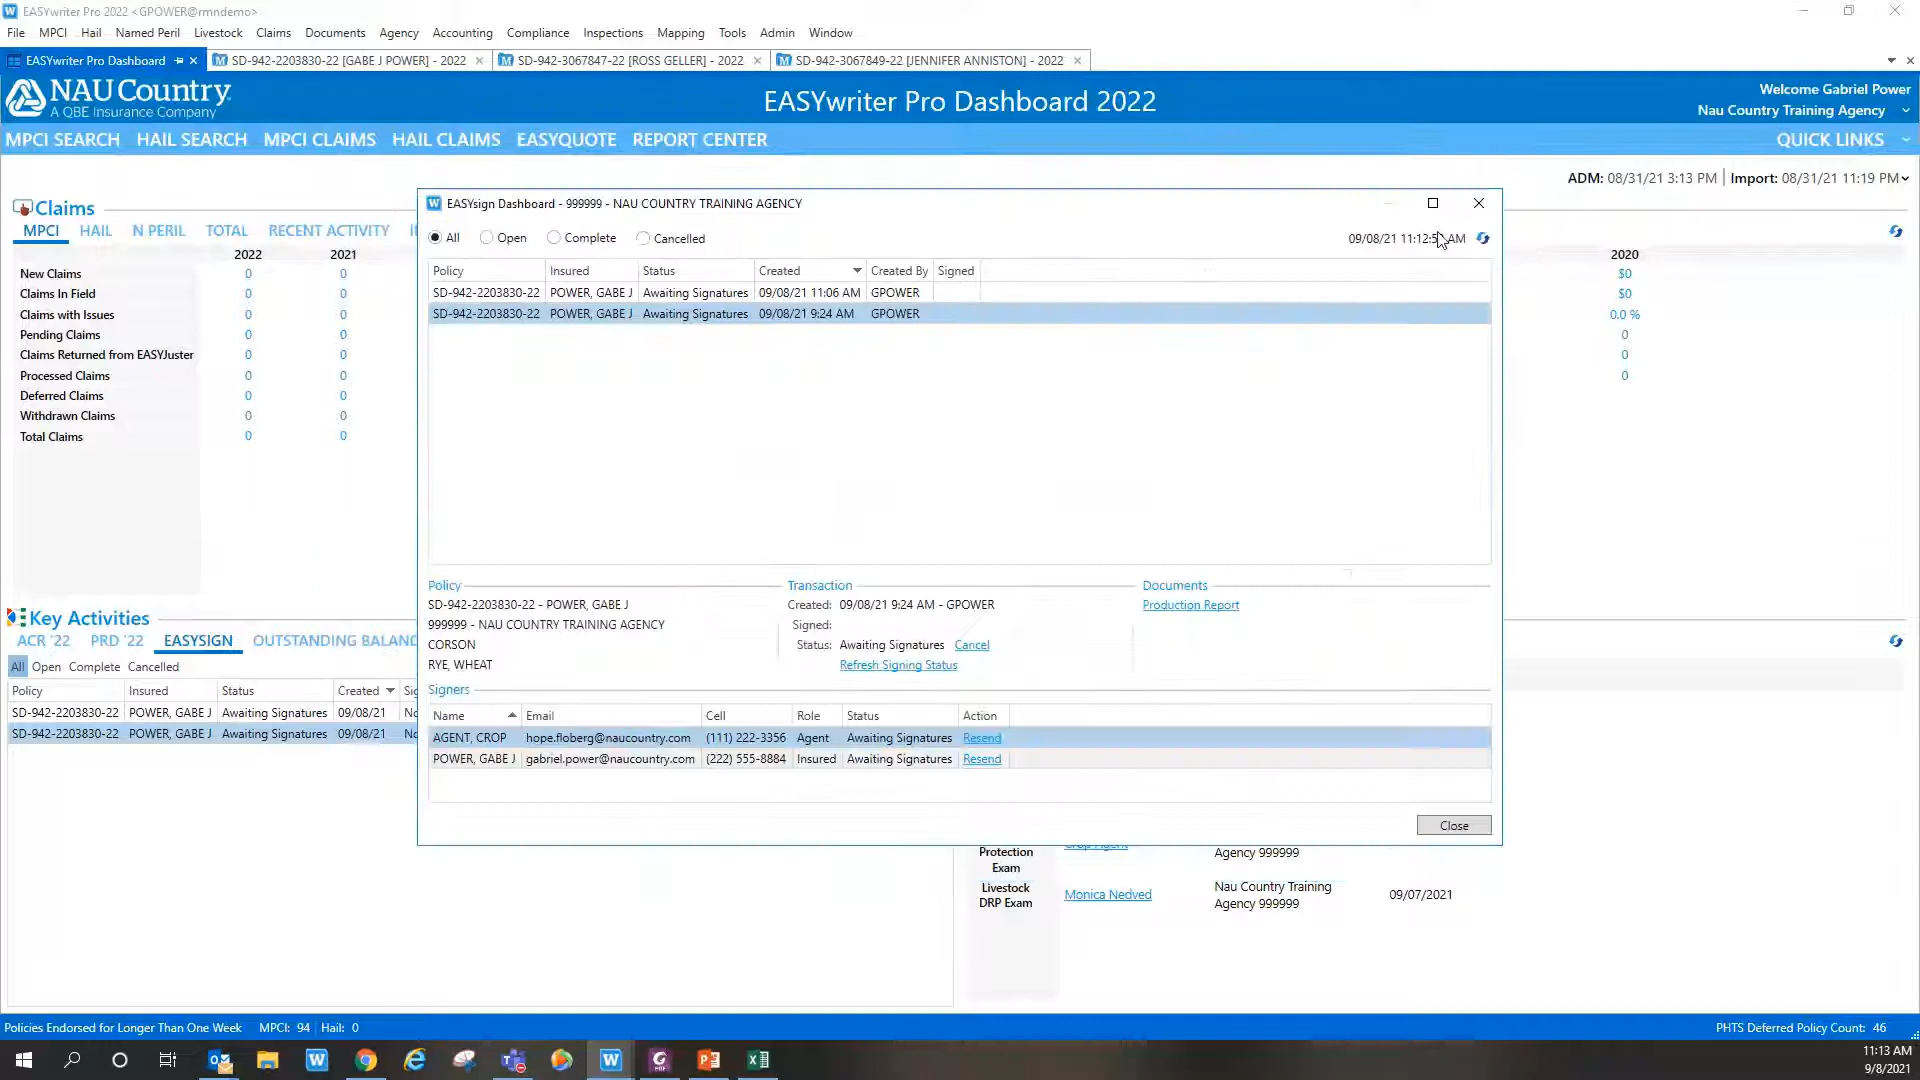 EASYwriter Pro 2022 <GPOWER@rmndemo>
File MPCI Hail Named Peril Livestock Claims Documents Agency Accounting Compliance Inspections Mapping Tools Admin Window
EASYwriter Pro Dashboard SD-942-2203830-22 [GABE J POWER] - 2022 SD-942-3067847-22 [ROSS GELLER] - 2022 SD-942-3067849-22 [JENNIFER ANNISTON] - 2022
NAU Country
A QBE Insurance Company
EASYwriter Pro Dashboard 2022
Welcome Gabriel Power
Nau Country Training Agency
MPCI SEARCH HAIL SEARCH MPCI CLAIMS HAIL CLAIMS EASYQUOTE REPORT CENTER QUICK LINKS
ADM: 08/31/21 3:13 PM | Import: 08/31/21 11:19 PM
Claims
MPCI HAIL N PERIL TOTAL RECENT ACTIVITY
2022 2021 2020
New Claims 0 0 $0
Claims In Field 0 0 $0
Claims with Issues 0 0 0.0 %
Pending Claims 0 0 0
Claims Returned from EASYJuster 0 0 0
Processed Claims 0 0 0
Deferred Claims 0 0
Withdrawn Claims 0 0
Total Claims 0 0
EASYsign Dashboard - 999999 - NAU COUNTRY TRAINING AGENCY
All Open Complete Cancelled 09/08/21 11:12:5 AM
Policy Insured Status Created Created By Signed
SD-942-2203830-22 POWER, GABE J Awaiting Signatures 09/08/21 11:06 AM GPOWER
SD-942-2203830-22 POWER, GABE J Awaiting Signatures 09/08/21 9:24 AM GPOWER
Policy
SD-942-2203830-22 - POWER, GABE J
999999 - NAU COUNTRY TRAINING AGENCY
CORSON
RYE, WHEAT
Transaction
Created: 09/08/21 9:24 AM - GPOWER
Signed:
Status: Awaiting Signatures Cancel
Refresh Signing Status
Documents
Production Report
Signers
Name Email Cell Role Status Action
AGENT, CROP hope.floberg@naucountry.com (111) 222-3356 Agent Awaiting Signatures Resend
POWER, GABE J gabriel.power@naucountry.com (222) 555-8884 Insured Awaiting Signatures Resend
Close
Key Activities
ACR '22 PRD '22 EASYSIGN OUTSTANDING BALANC
All Open Complete Cancelled
Policy Insured Status Created Sig
SD-942-2203830-22 POWER, GABE J Awaiting Signatures 09/08/21 No
SD-942-2203830-22 POWER, GABE J Awaiting Signatures 09/08/21 No
Protection Exam Crop Agent Agency 999999
Livestock DRP Exam Monica Nedved Nau Country Training Agency 999999 09/07/2021
Policies Endorsed for Longer Than One Week MPCI: 94 Hail: 0 PHTS Deferred Policy Count: 46
11:13 AM
9/8/2021